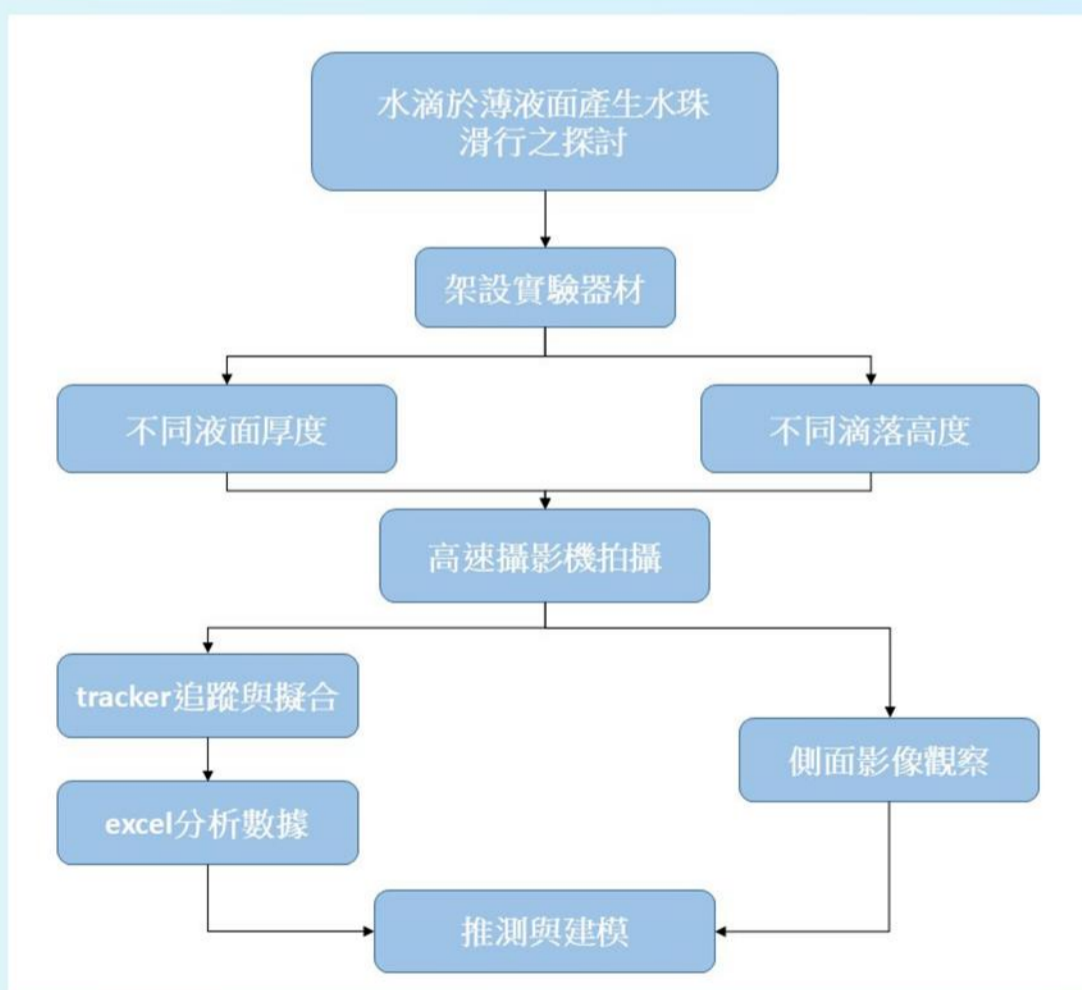 水滴於薄液面產生水珠
滑行之探討
架設實驗器材
不同液面厚度
不同滴落高度
高速攝影機拍攝
tracker追蹤與擬合
側面影像觀察
excel分析數據
推測與建模